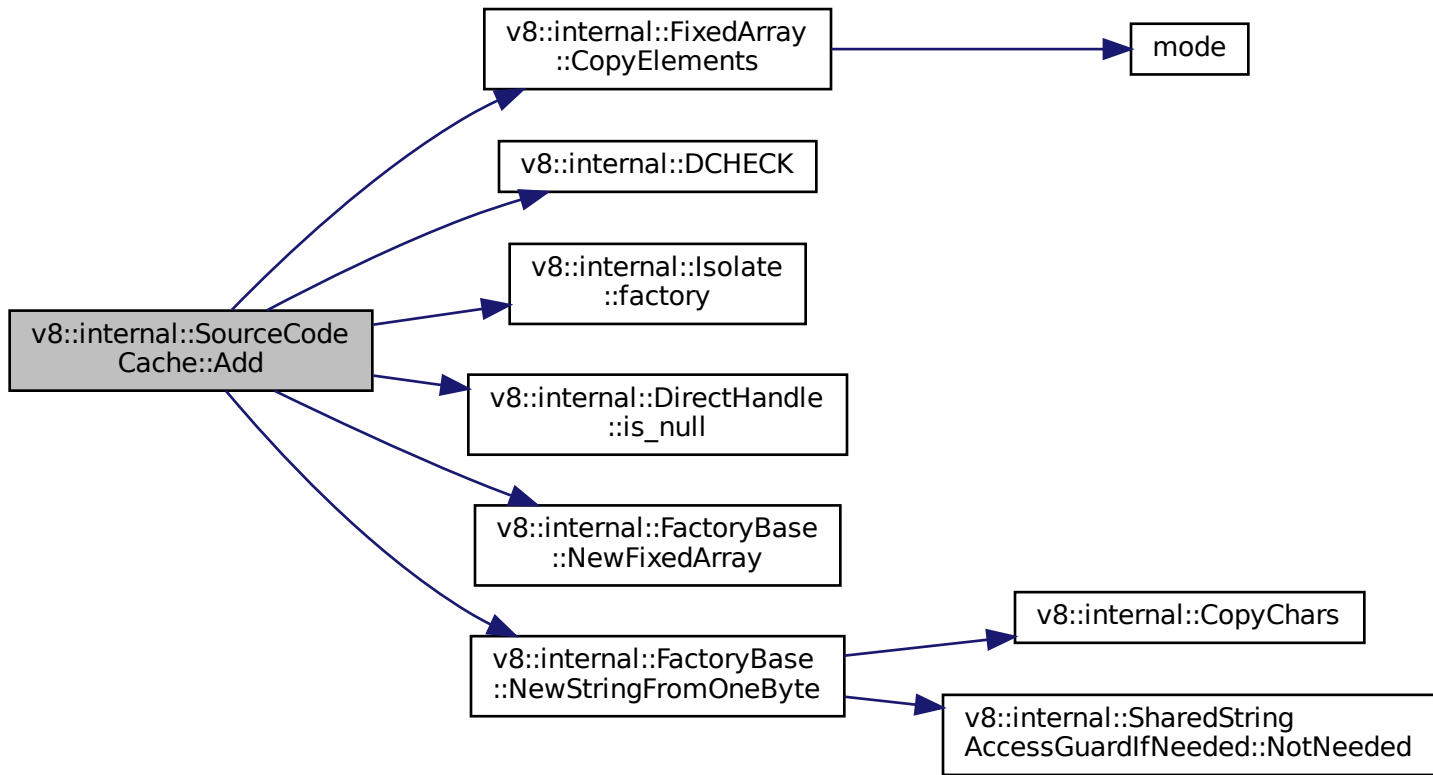 v8::internal::FixedArray
::CopyElements
mode
v8::internal::DCHECK
v8::internal::Isolate
::factory
v8::internal::SourceCode
Cache::Add
v8::internal::DirectHandle
::is_null
v8::internal::FactoryBase
::NewFixedArray
v8::internal::FactoryBase
::NewStringFromOneByte
v8::internal::CopyChars
v8::internal::SharedString
AccessGuardIfNeeded::NotNeeded